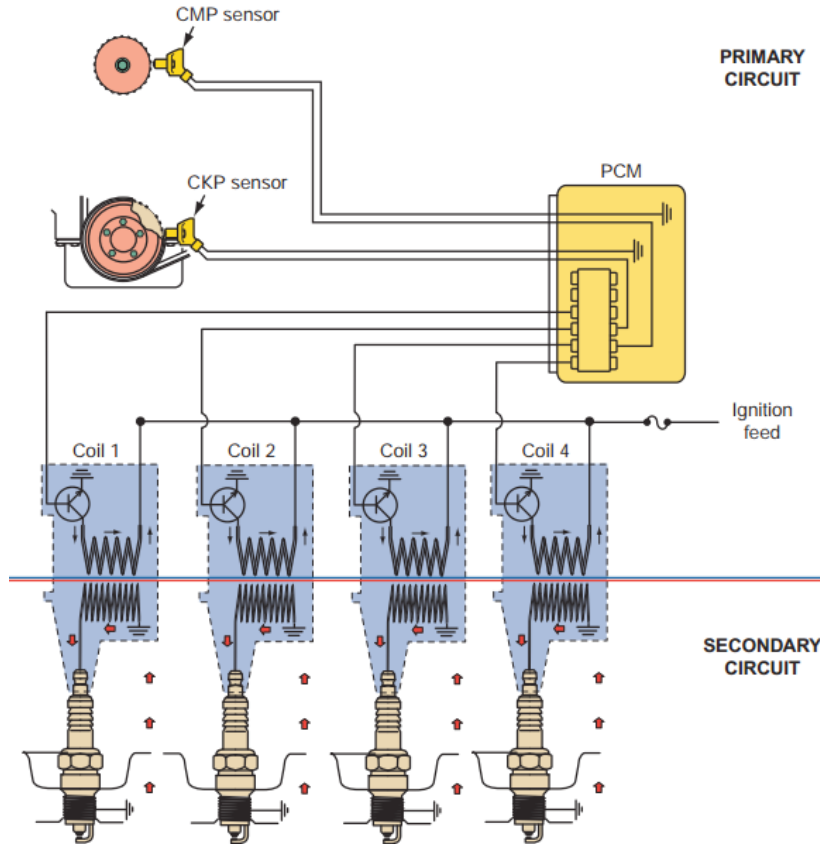 CMP sensor
PRIMARY
CIRCUIT
PCM
CKP sensor
Ignition
feed
Coil 1
Coil 2
Coil 3
Coil 4
SECONDARY
CIRCUIT